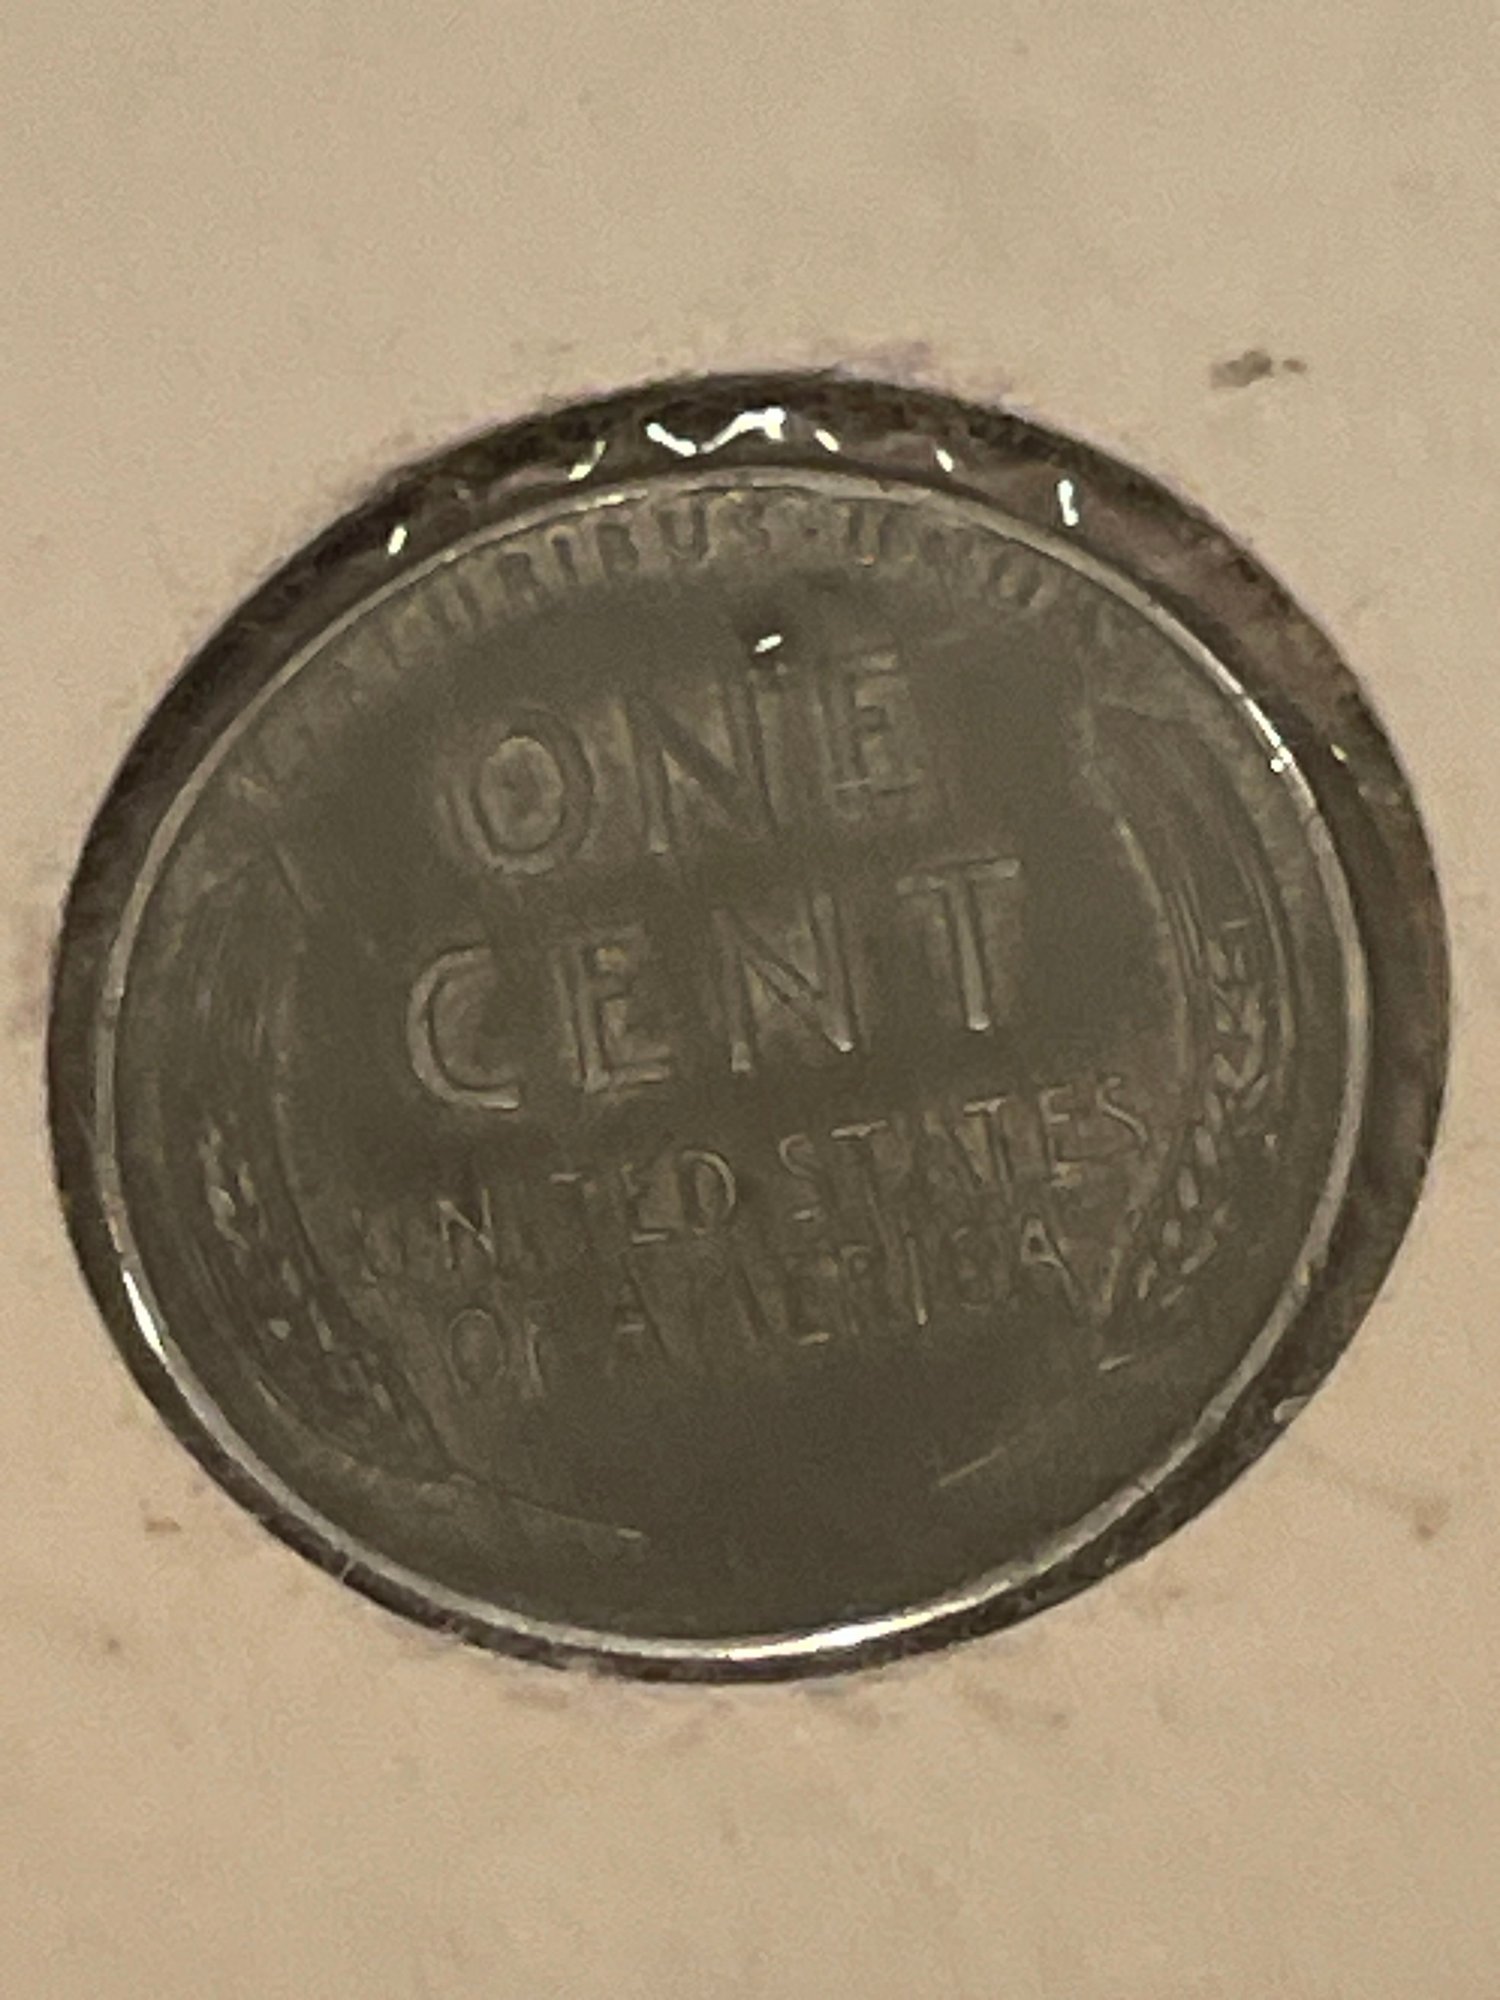 PLURIBUS · UNUM
ONE
CENT
UNITED STATES
OF AMERICA